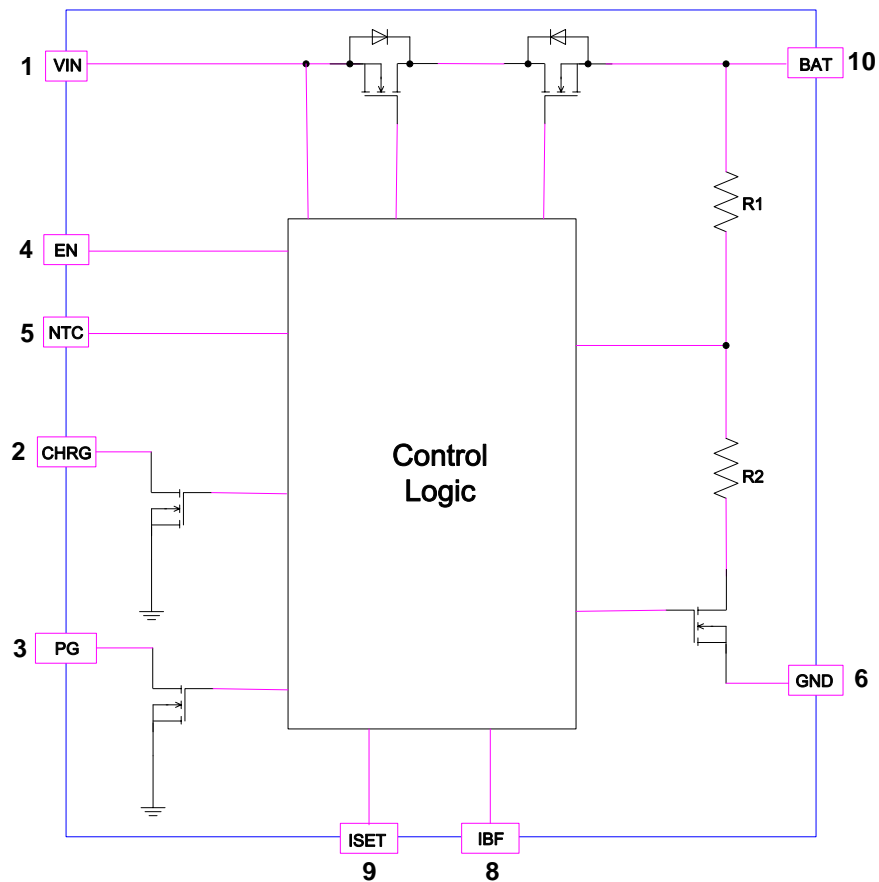 1 VIN
BAT 10
R1
4 EN
5 NTC
2 CHRG
Control
Logic
R2
3 PG
GND 6
ISET
IBF
9
8